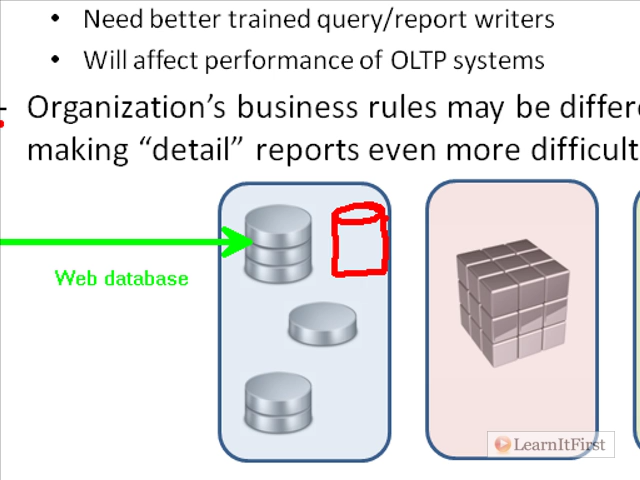 • Need better trained query/report writers
• Will affect performance of OLTP systems
- Organization's business rules may be differe
making “detail” reports even more difficult
Web database
LearnItFirst